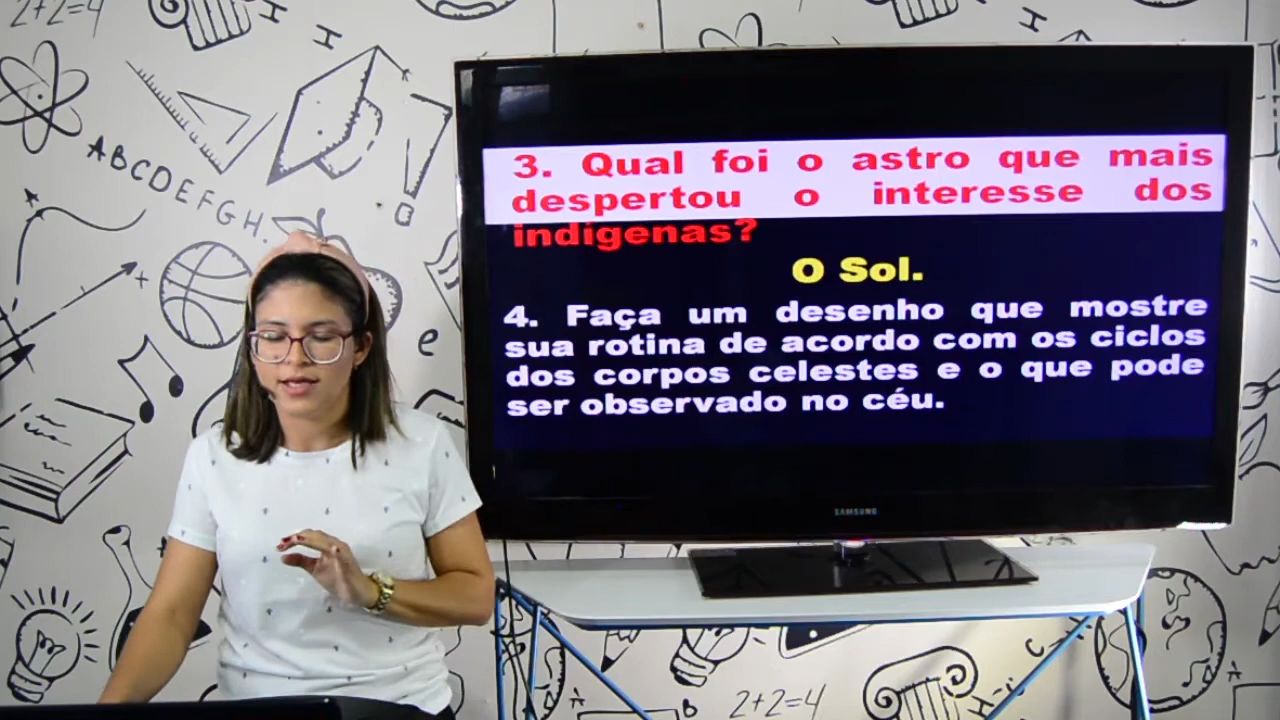 2+2=4
H
H
H
ABCDEFGH.
e
3. Qual foi o astro que mais
despertou o interesse dos
indígenas?
O Sol.
4. Faça um desenho que mostre
sua rotina de acordo com os ciclos
dos corpos celestes e o que pode
ser observado no céu.
SAMSUNG
2+2=4